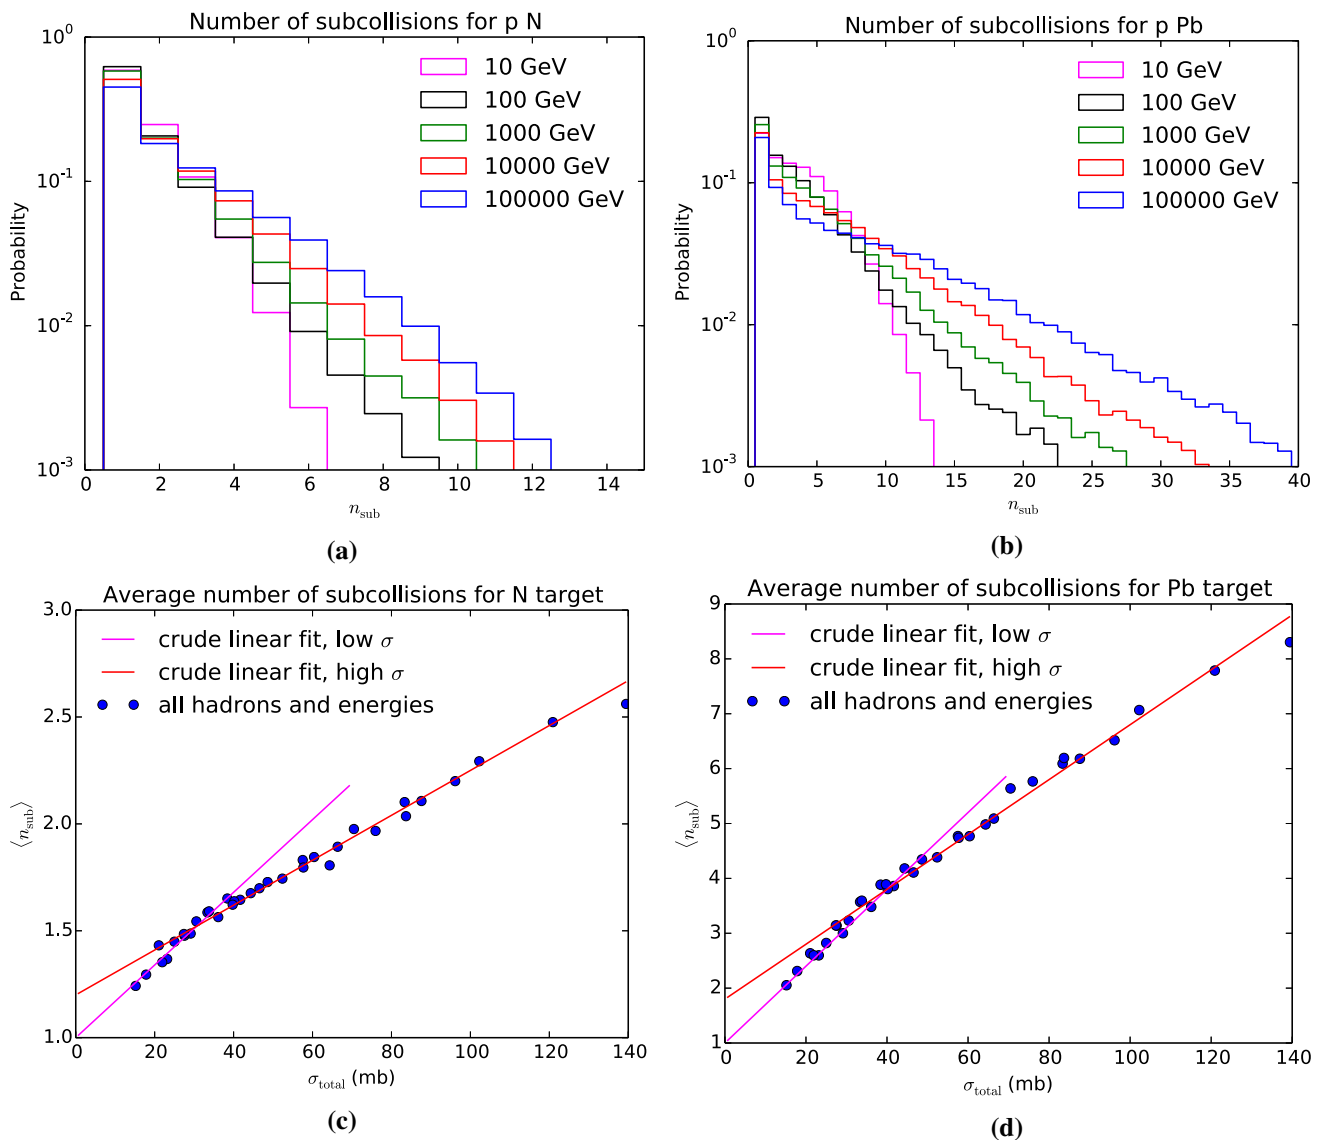 Number of subcollisions for p N
10⁰
10⁻¹
10⁻²
10⁻³
Probability
10 GeV
100 GeV
1000 GeV
10000 GeV
100000 GeV
0 2 4 6 8 10 12 14
n_sub
(a)
Number of subcollisions for p Pb
10⁰
10⁻¹
10⁻²
10⁻³
Probability
10 GeV
100 GeV
1000 GeV
10000 GeV
100000 GeV
0 5 10 15 20 25 30 35 40
n_sub
(b)
Average number of subcollisions for N target
3.0
2.5
2.0
1.5
1.0
⟨n_sub⟩
crude linear fit, low σ
crude linear fit, high σ
all hadrons and energies
0 20 40 60 80 100 120 140
σ_total (mb)
(c)
Average number of subcollisions for Pb target
9
8
7
6
5
4
3
2
1
⟨n_sub⟩
crude linear fit, low σ
crude linear fit, high σ
all hadrons and energies
0 20 40 60 80 100 120 140
σ_total (mb)
(d)